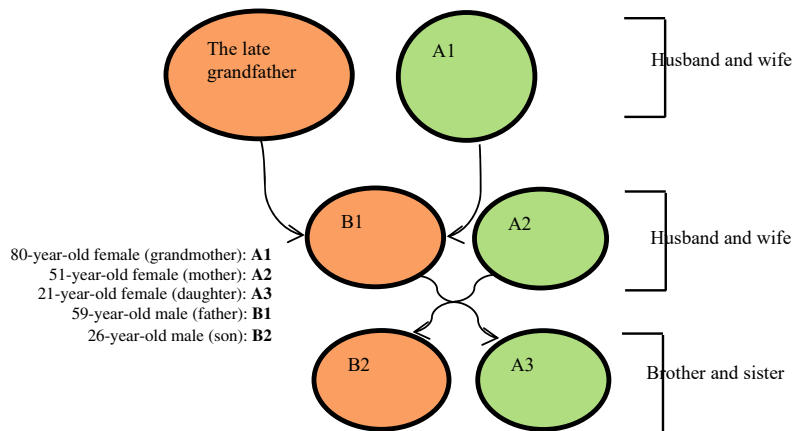 The late
grandfather
A1
Husband and wife
B1
A2
Husband and wife
80-year-old female (grandmother): A1
51-year-old female (mother): A2
21-year-old female (daughter): A3
59-year-old male (father): B1
26-year-old male (son): B2
B2
A3
Brother and sister